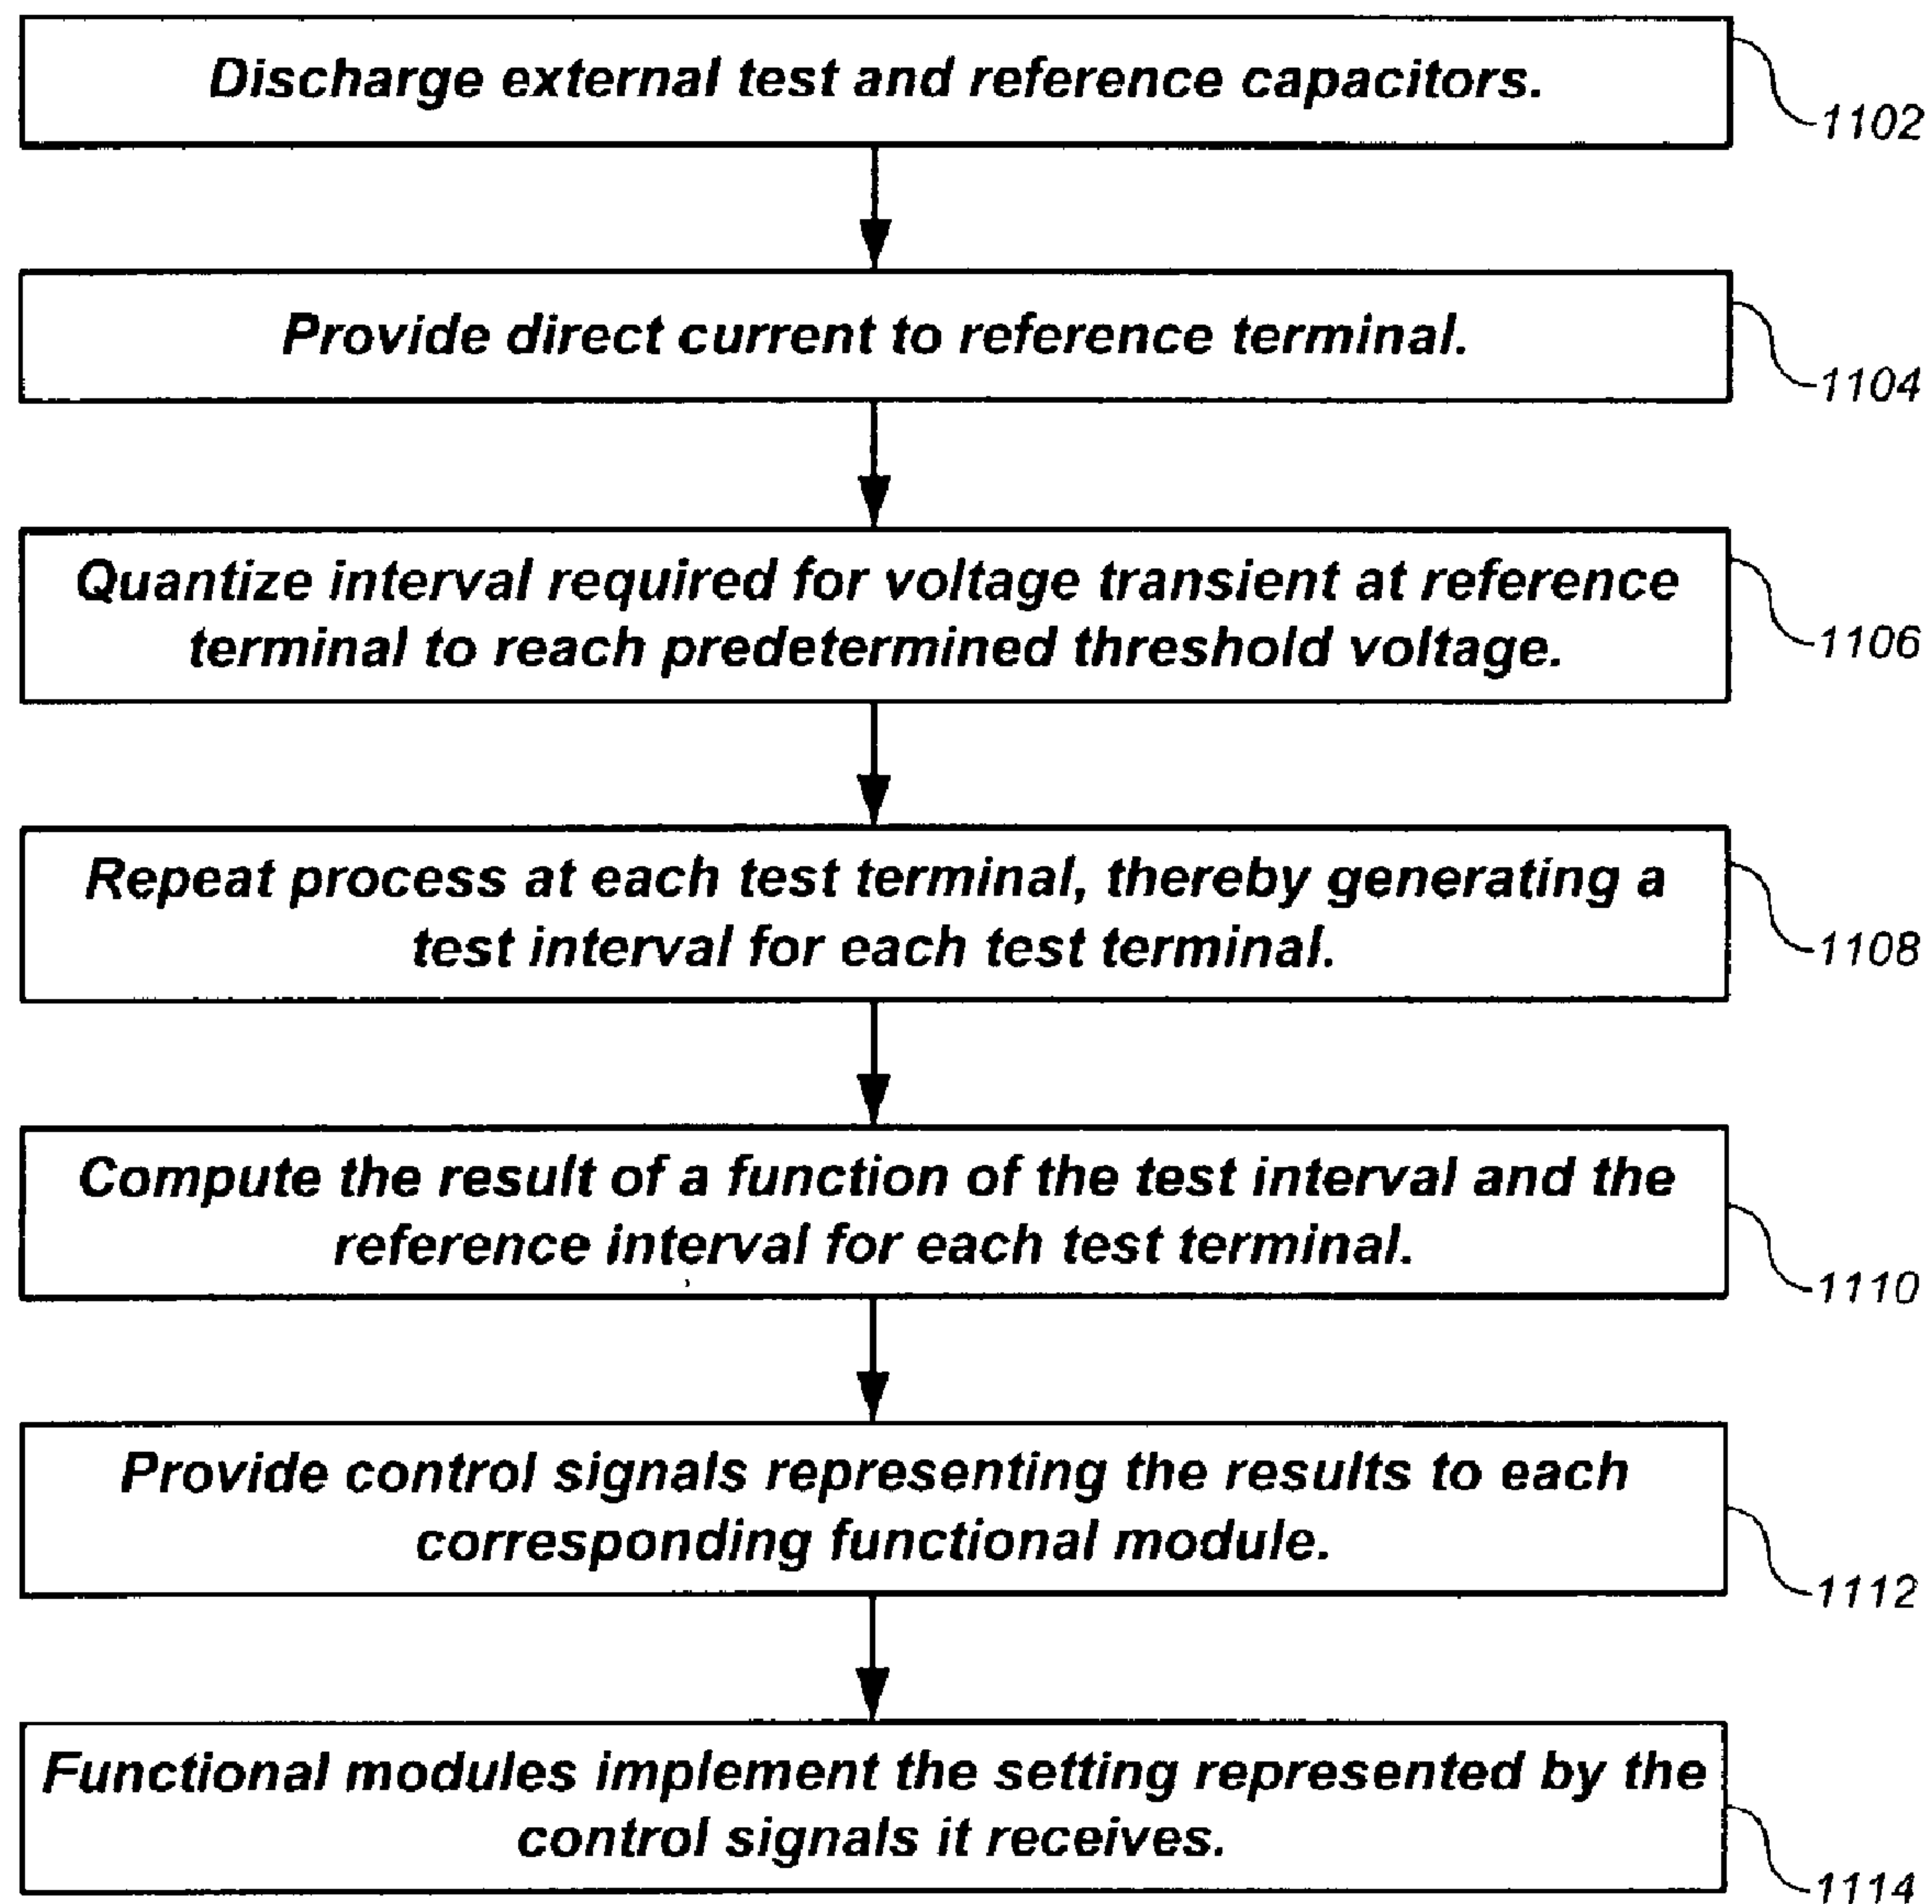 Discharge external test and reference capacitors.
1102
Provide direct current to reference terminal.
1104
Quantize interval required for voltage transient at reference
terminal to reach predetermined threshold voltage.
1106
Repeat process at each test terminal, thereby generating a
test interval for each test terminal.
1108
Compute the result of a function of the test interval and the
reference interval for each test terminal.
1110
Provide control signals representing the results to each
corresponding functional module.
1112
Functional modules implement the setting represented by the
control signals it receives.
1114